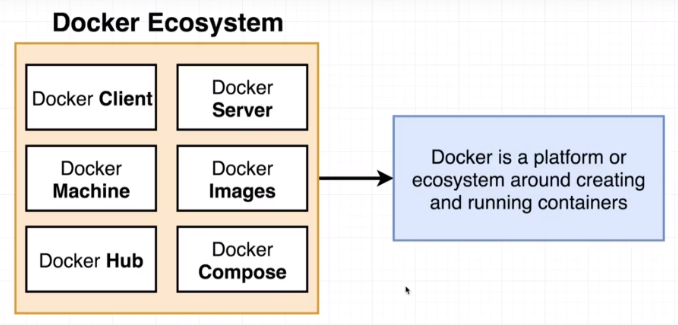 Docker Ecosystem
Docker Client
Docker
Server
Docker
Machine
Docker
Images
Docker Hub
Docker
Compose
Docker is a platform or
ecosystem around creating
and running containers